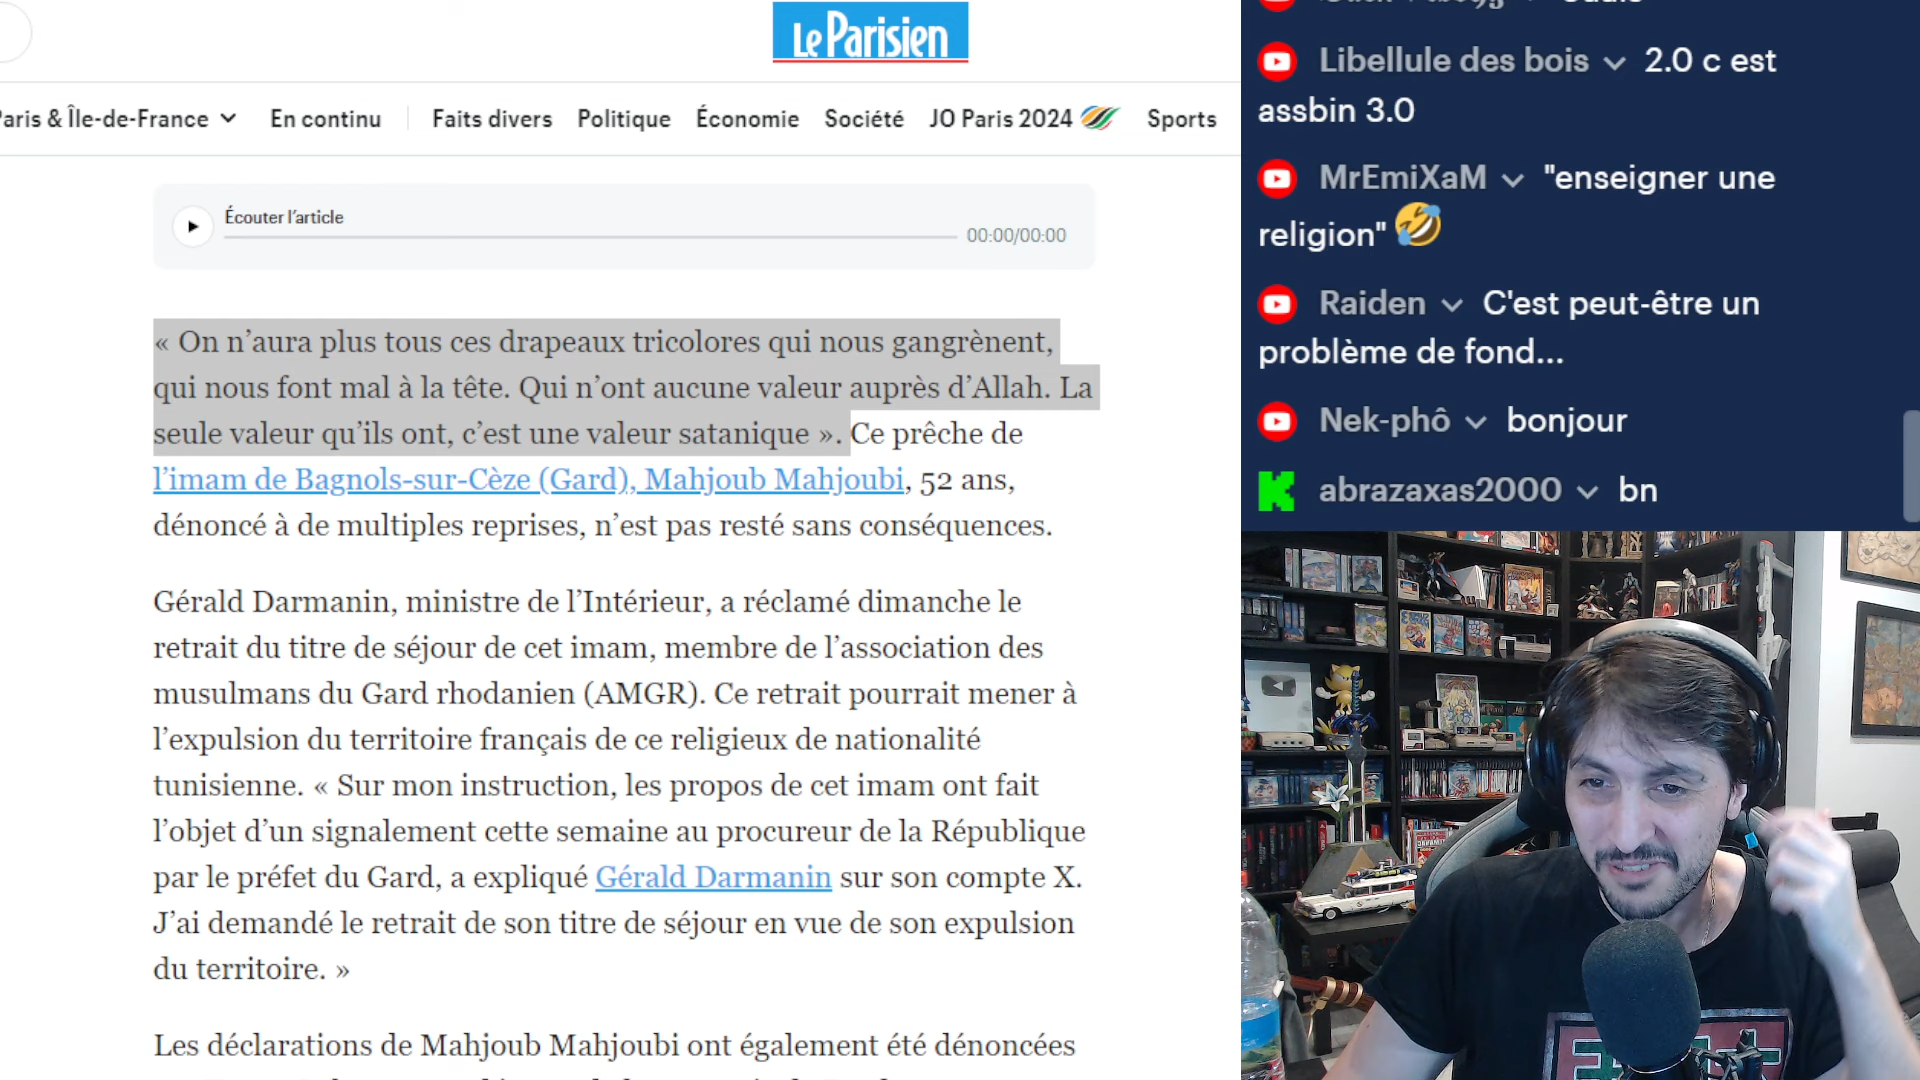 Le Parisien
Paris & Île-de-France
En continu
Faits divers
Politique
Économie
Société
JO Paris 2024
Sports
Écouter l'article
00:00/00:00
« On n'aura plus tous ces drapeaux tricolores qui nous gangrènent,
qui nous font mal à la tête. Qui n'ont aucune valeur auprès d'Allah. La
seule valeur qu'ils ont, c'est une valeur satanique ». Ce prêche de
l'imam de Bagnols-sur-Cèze (Gard), Mahjoub Mahjoubi, 52 ans,
dénoncé à de multiples reprises, n'est pas resté sans conséquences.
Gérald Darmanin, ministre de l'Intérieur, a réclamé dimanche le
retrait du titre de séjour de cet imam, membre de l'association des
musulmans du Gard rhodanien (AMGR). Ce retrait pourrait mener à
l'expulsion du territoire français de ce religieux de nationalité
tunisienne. « Sur mon instruction, les propos de cet imam ont fait
l'objet d'un signalement cette semaine au procureur de la République
par le préfet du Gard, a expliqué Gérald Darmanin sur son compte X.
J'ai demandé le retrait de son titre de séjour en vue de son expulsion
du territoire. »
Les déclarations de Mahjoub Mahjoubi ont également été dénoncées
Libellule des bois 2.0 c est
assbin 3.0
MrEmiXaM "enseigner une
religion" 🤣
Raiden C'est peut-être un
problème de fond...
Nek-phô bonjour
abrazaxas2000 bn